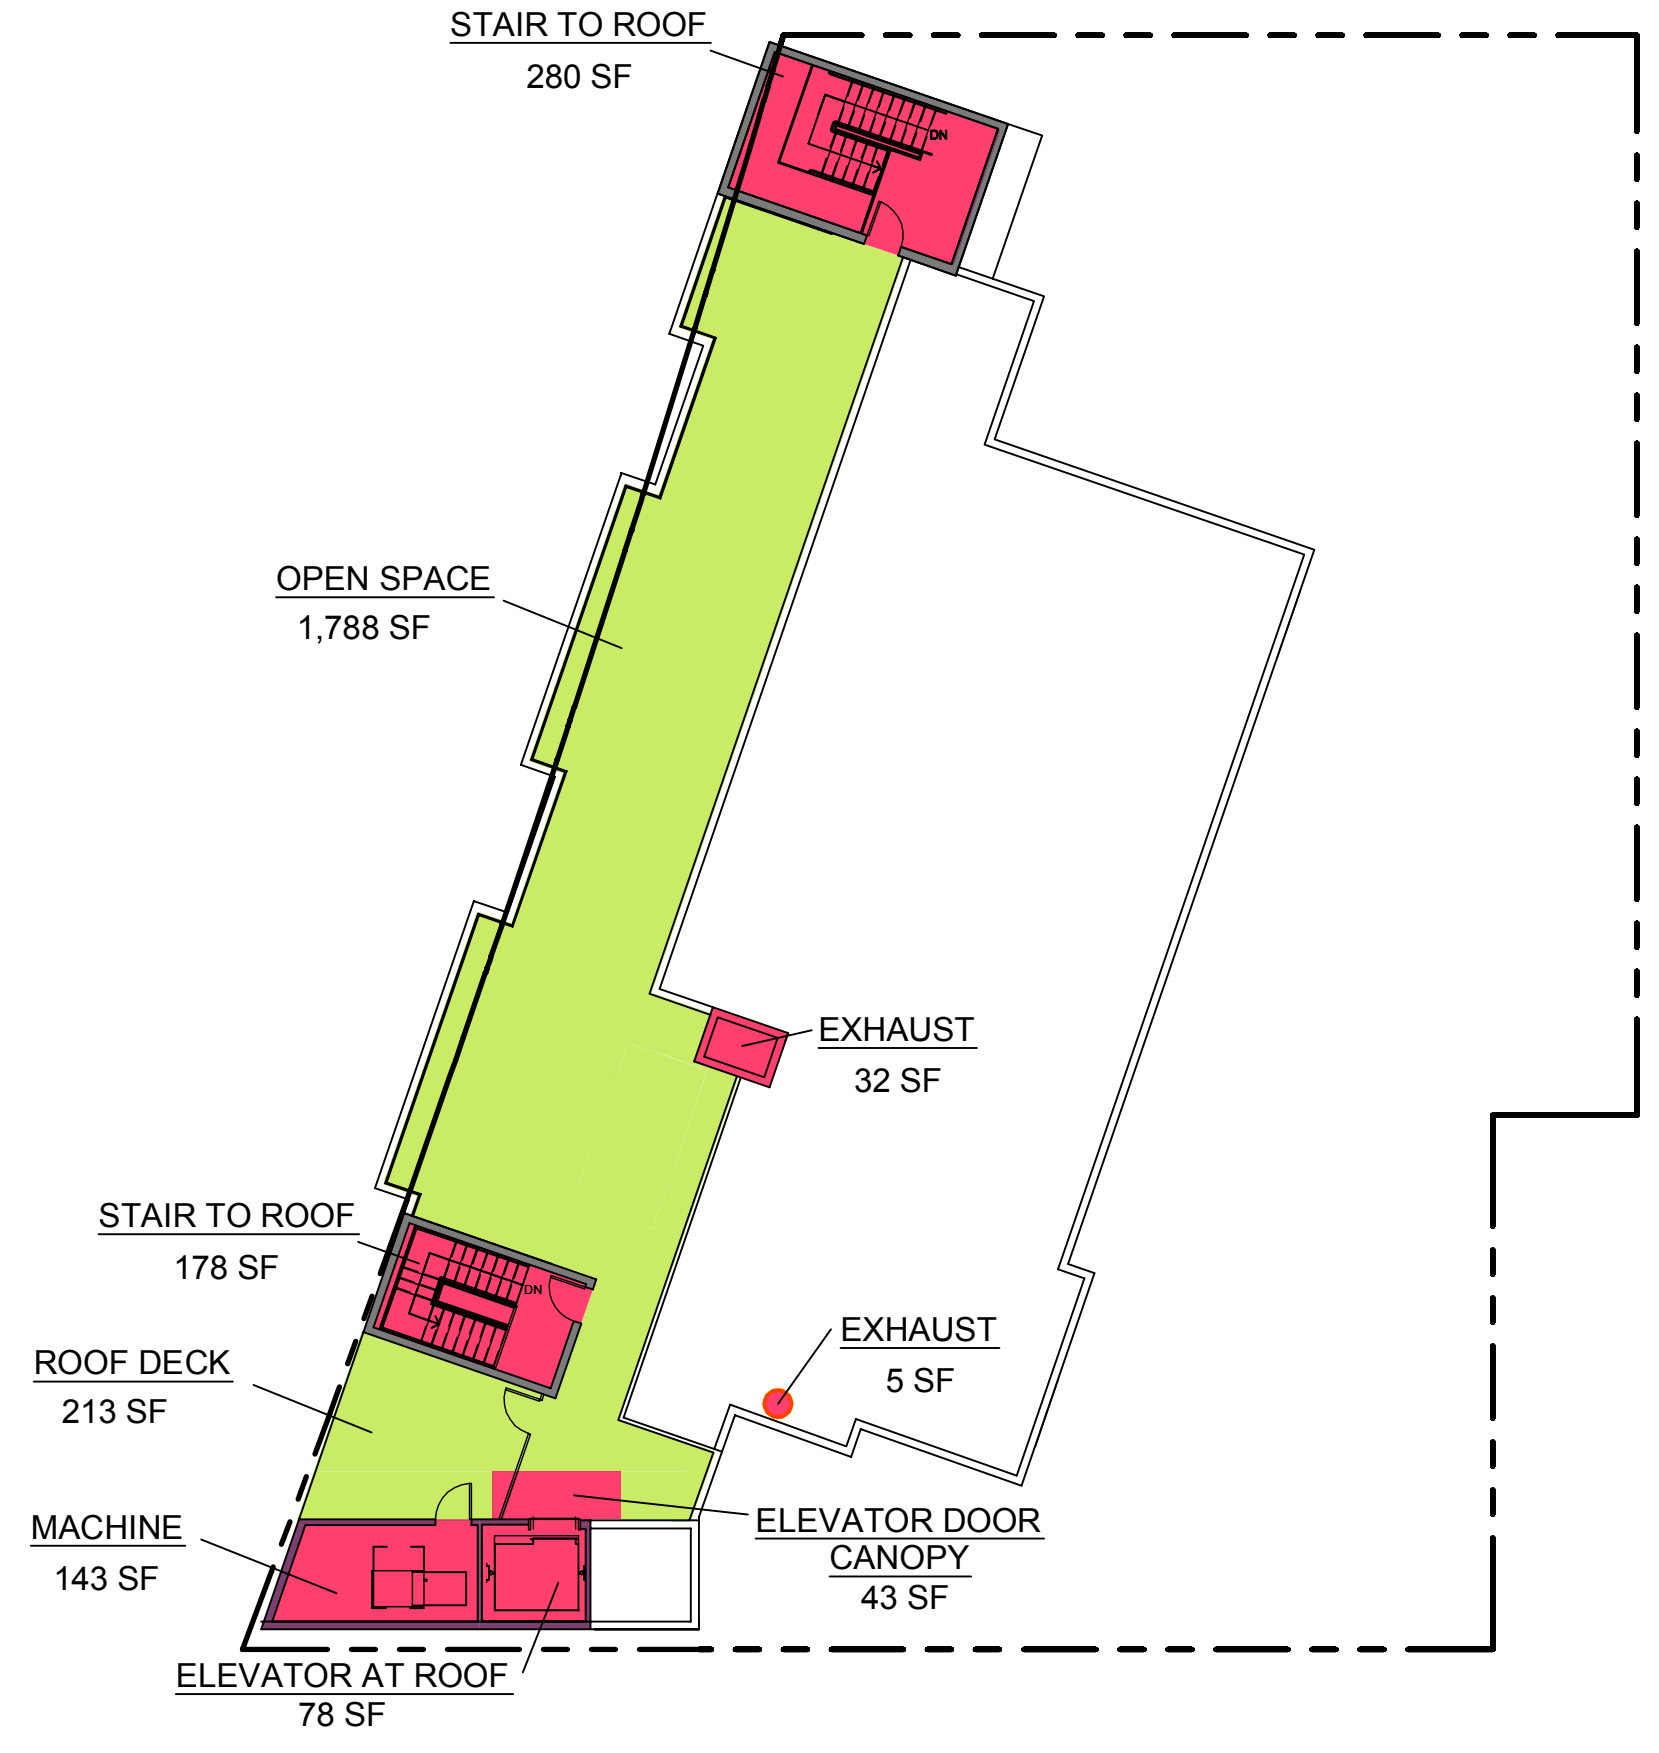 STAIR TO ROOF
280 SF
DN
OPEN SPACE
1,788 SF
EXHAUST
32 SF
STAIR TO ROOF
178 SF
DN
EXHAUST
5 SF
ROOF DECK
213 SF
MACHINE
143 SF
ELEVATOR DOOR
CANOPY
43 SF
ELEVATOR AT ROOF
78 SF